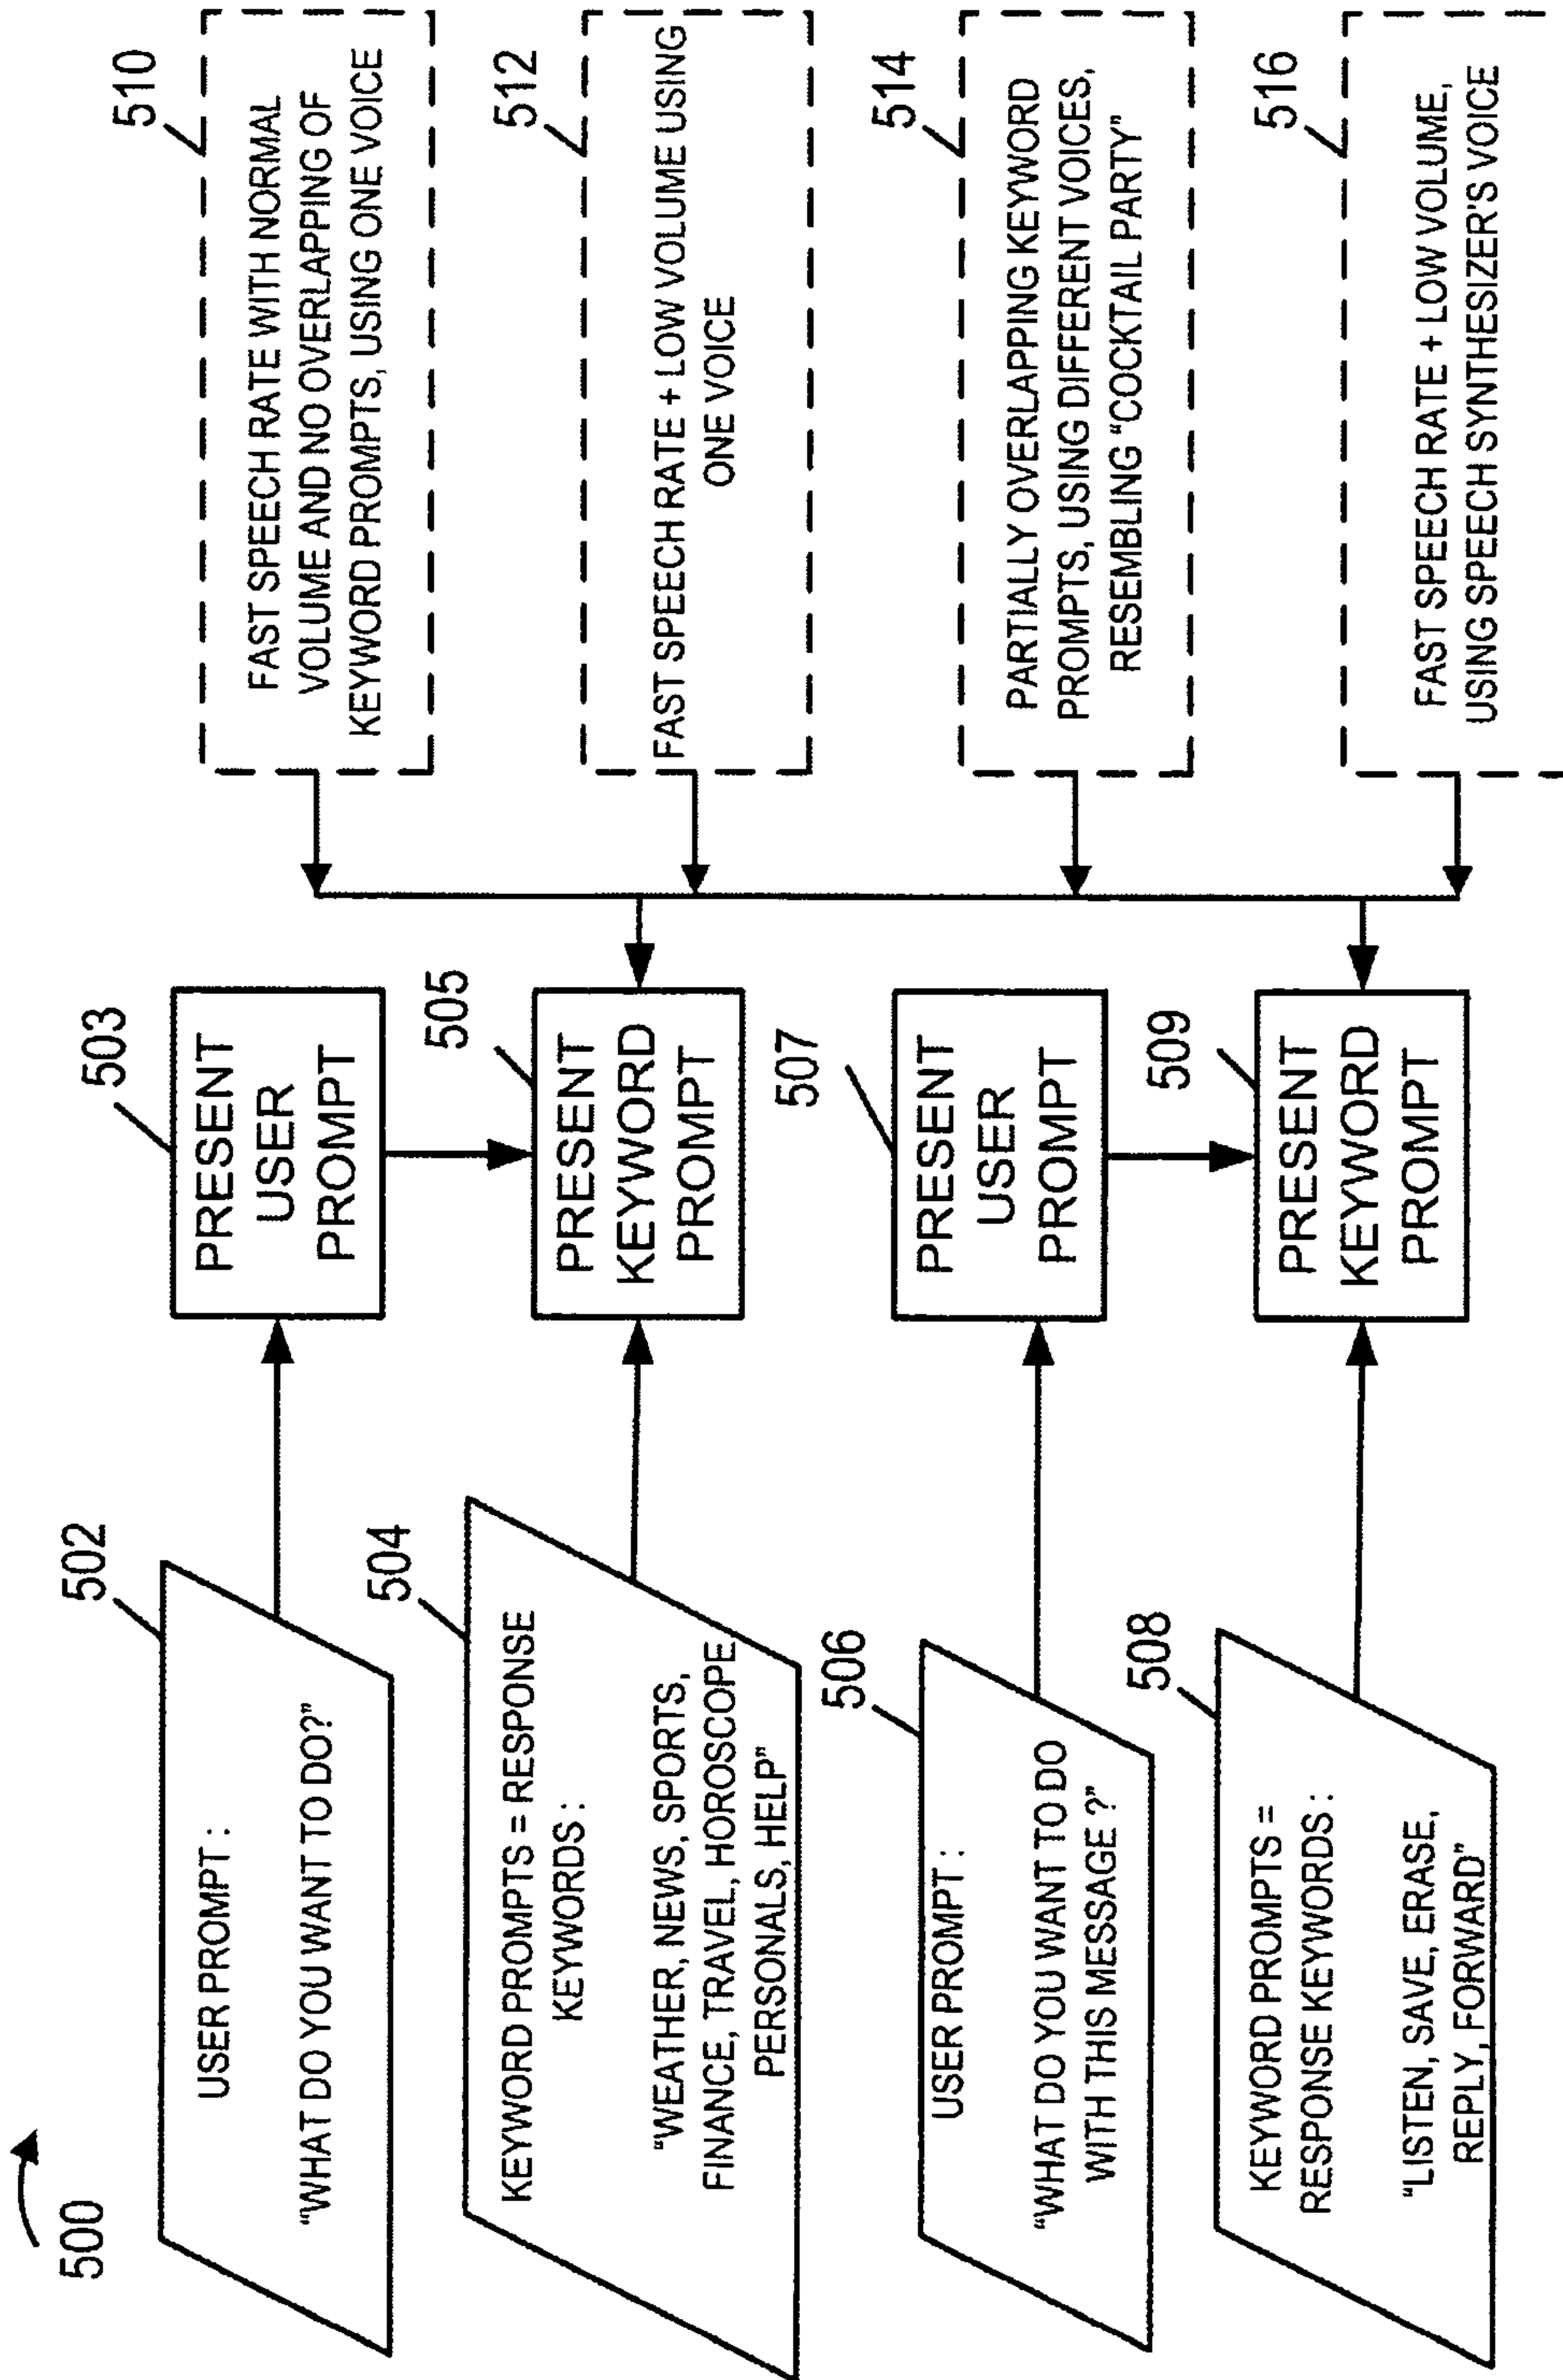 500
502
USER PROMPT :
"WHAT DO YOU WANT TO DO?"
503
PRESENT
USER
PROMPT
510
FAST SPEECH RATE WITH NORMAL
VOLUME AND NO OVERLAPPING OF
KEYWORD PROMPTS, USING ONE VOICE
504
KEYWORD PROMPTS = RESPONSE
KEYWORDS :
"WEATHER, NEWS, SPORTS,
FINANCE, TRAVEL, HOROSCOPE
PERSONALS, HELP"
505
PRESENT
KEYWORD
PROMPT
512
FAST SPEECH RATE + LOW VOLUME USING
ONE VOICE
506
USER PROMPT :
"WHAT DO YOU WANT TO DO
WITH THIS MESSAGE ?"
507
PRESENT
USER
PROMPT
514
PARTIALLY OVERLAPPING KEYWORD
PROMPTS, USING DIFFERENT VOICES,
RESEMBLING "COCKTAIL PARTY"
508
KEYWORD PROMPTS =
RESPONSE KEYWORDS :
"LISTEN, SAVE, ERASE,
REPLY, FORWARD"
509
PRESENT
KEYWORD
PROMPT
516
FAST SPEECH RATE + LOW VOLUME,
USING SPEECH SYNTHESIZER'S VOICE